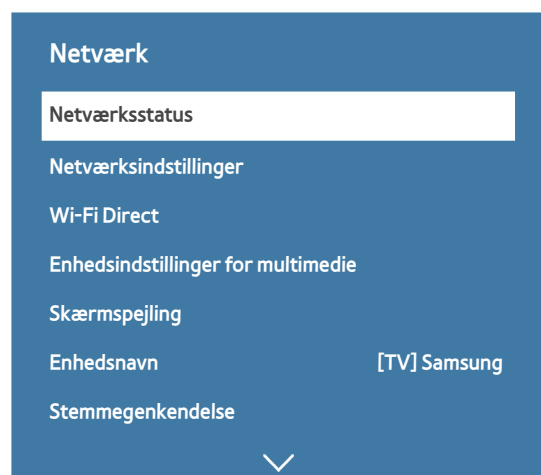 Netværk
Netværksstatus
Netværksindstillinger
Wi-Fi Direct
Enhedsindstillinger for multimedie
Skærmspejling
Enhedsnavn [TV] Samsung
Stemmegenkendelse